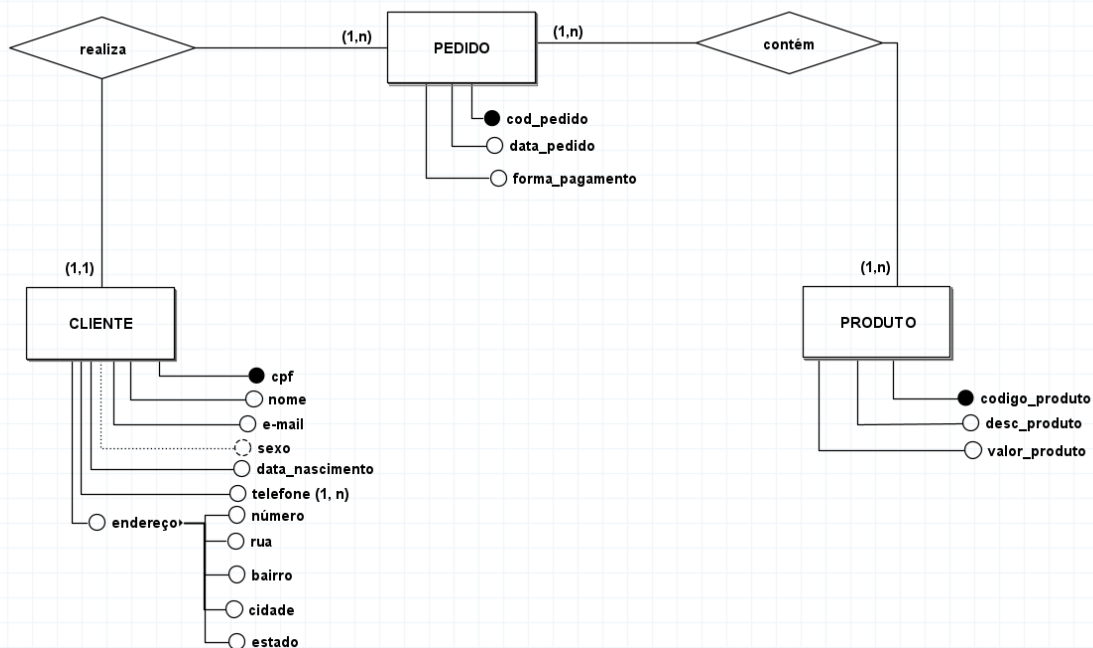 realiza
(1,n)
PEDIDO
(1,n)
contém
cod_pedido
data_pedido
forma_pagamento
(1,1)
CLIENTE
cpf
nome
e-mail
sexo
data_nascimento
telefone (1, n)
endereço
número
rua
bairro
cidade
estado
(1,n)
PRODUTO
codigo_produto
desc_produto
valor_produto